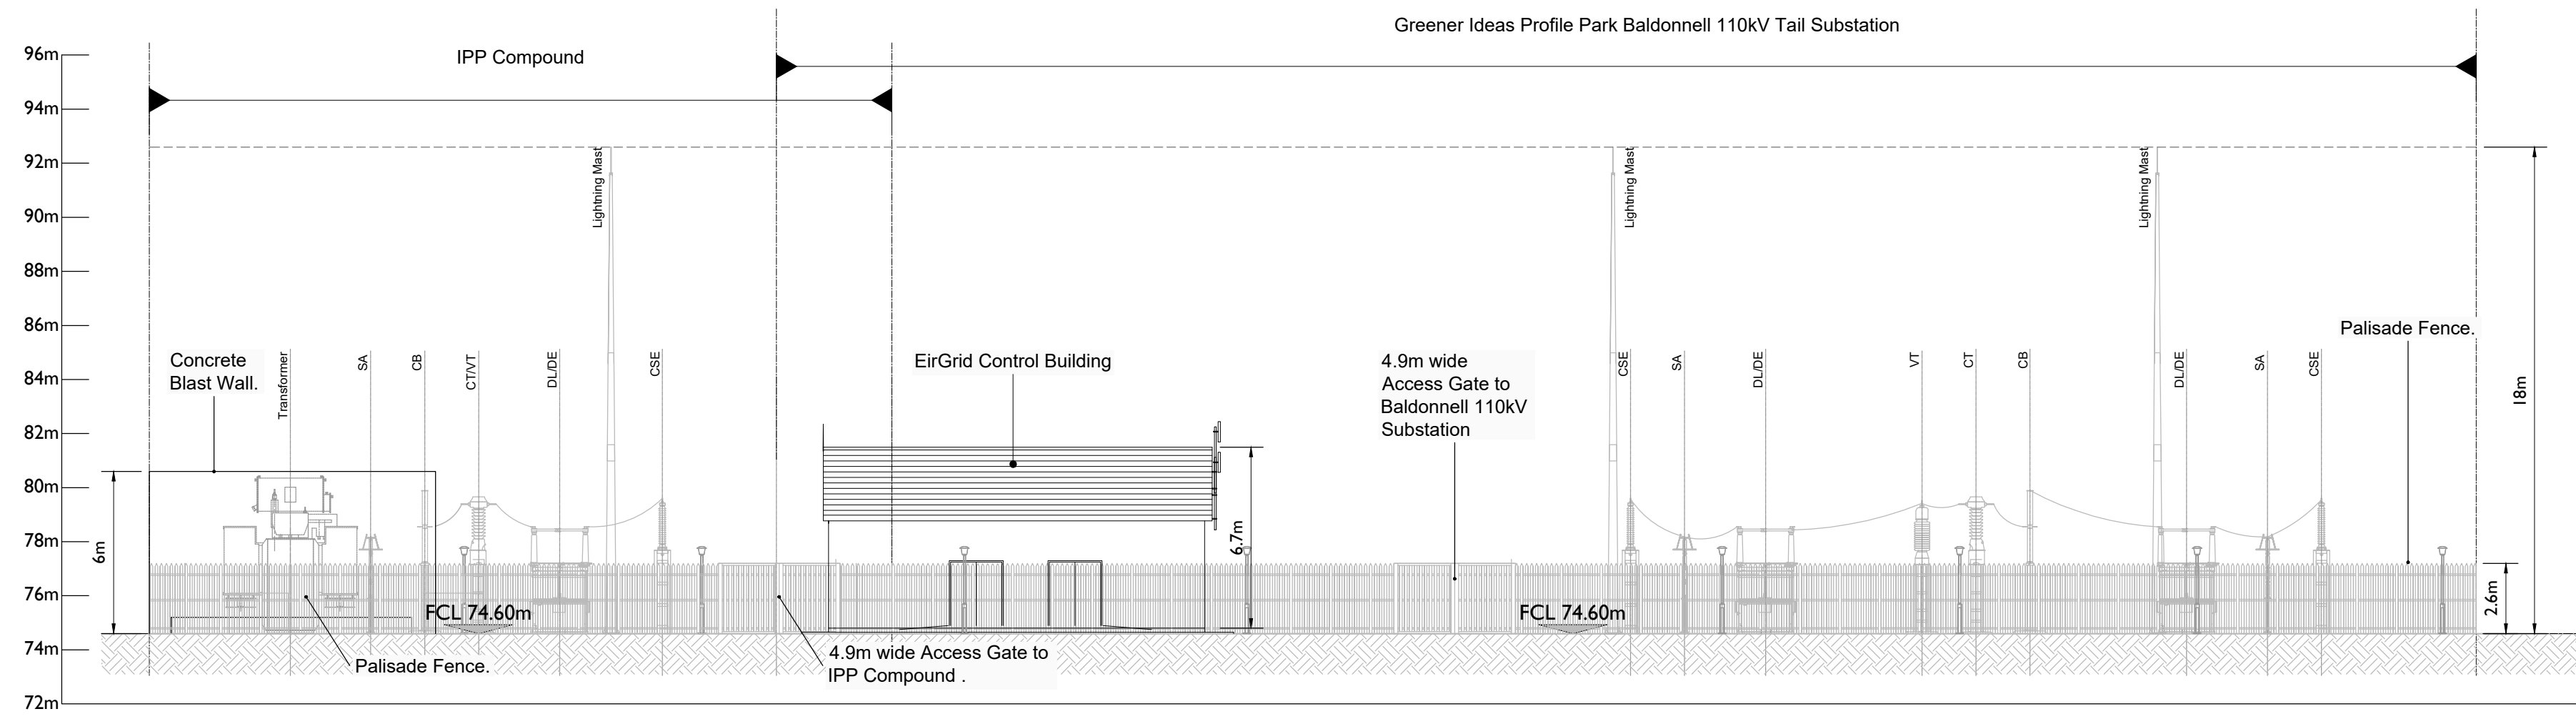 Greener Ideas Profile Park Baldonnell 110kV Tail Substation
IPP Compound
96m
94m
92m
90m
88m
86m
84m
82m
80m
78m
76m
74m
72m
Lightning Mast
Lightning Mast
Lightning Mast
Concrete
Blast Wall.
Transformer
SA
CB
CT/VT
DL/DE
CSE
EirGrid Control Building
4.9m wide
Access Gate to
Baldonnell 110kV
Substation
CSE
SA
DL/DE
VT
CT
CB
DL/DE
SA
CSE
Palisade Fence.
18m
6m
6.7m
2.6m
FCL 74.60m
FCL 74.60m
Palisade Fence.
4.9m wide Access Gate to
IPP Compound .